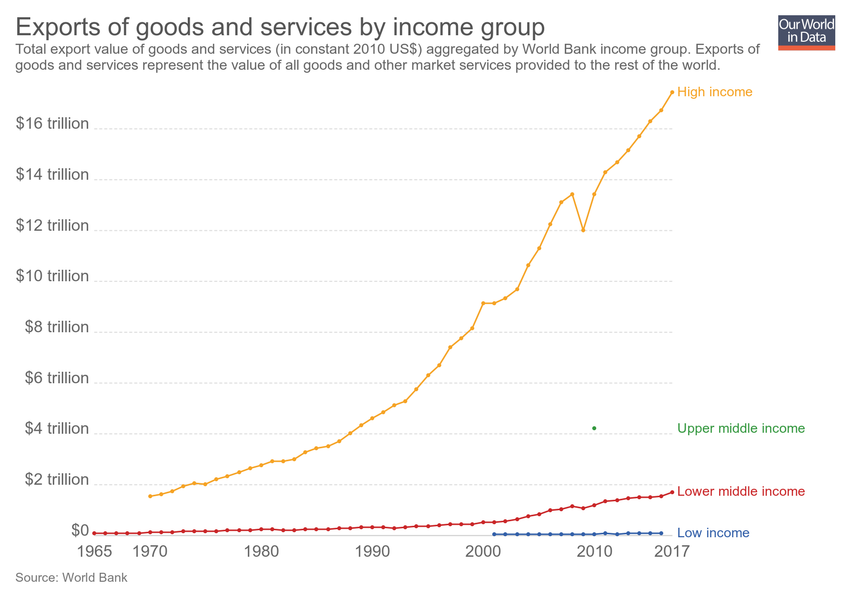 Exports of goods and services by income group
Our World
in Data
Total export value of goods and services (in constant 2010 US$) aggregated by World Bank income group. Exports of
goods and services represent the value of all goods and other market services provided to the rest of the world.
High income
$16 trillion
$14 trillion
$12 trillion
$10 trillion
$8 trillion
$6 trillion
$4 trillion
Upper middle income
$2 trillion
Lower middle income
$0
Low income
1965 1970 1980 1990 2000 2010 2017
Source: World Bank